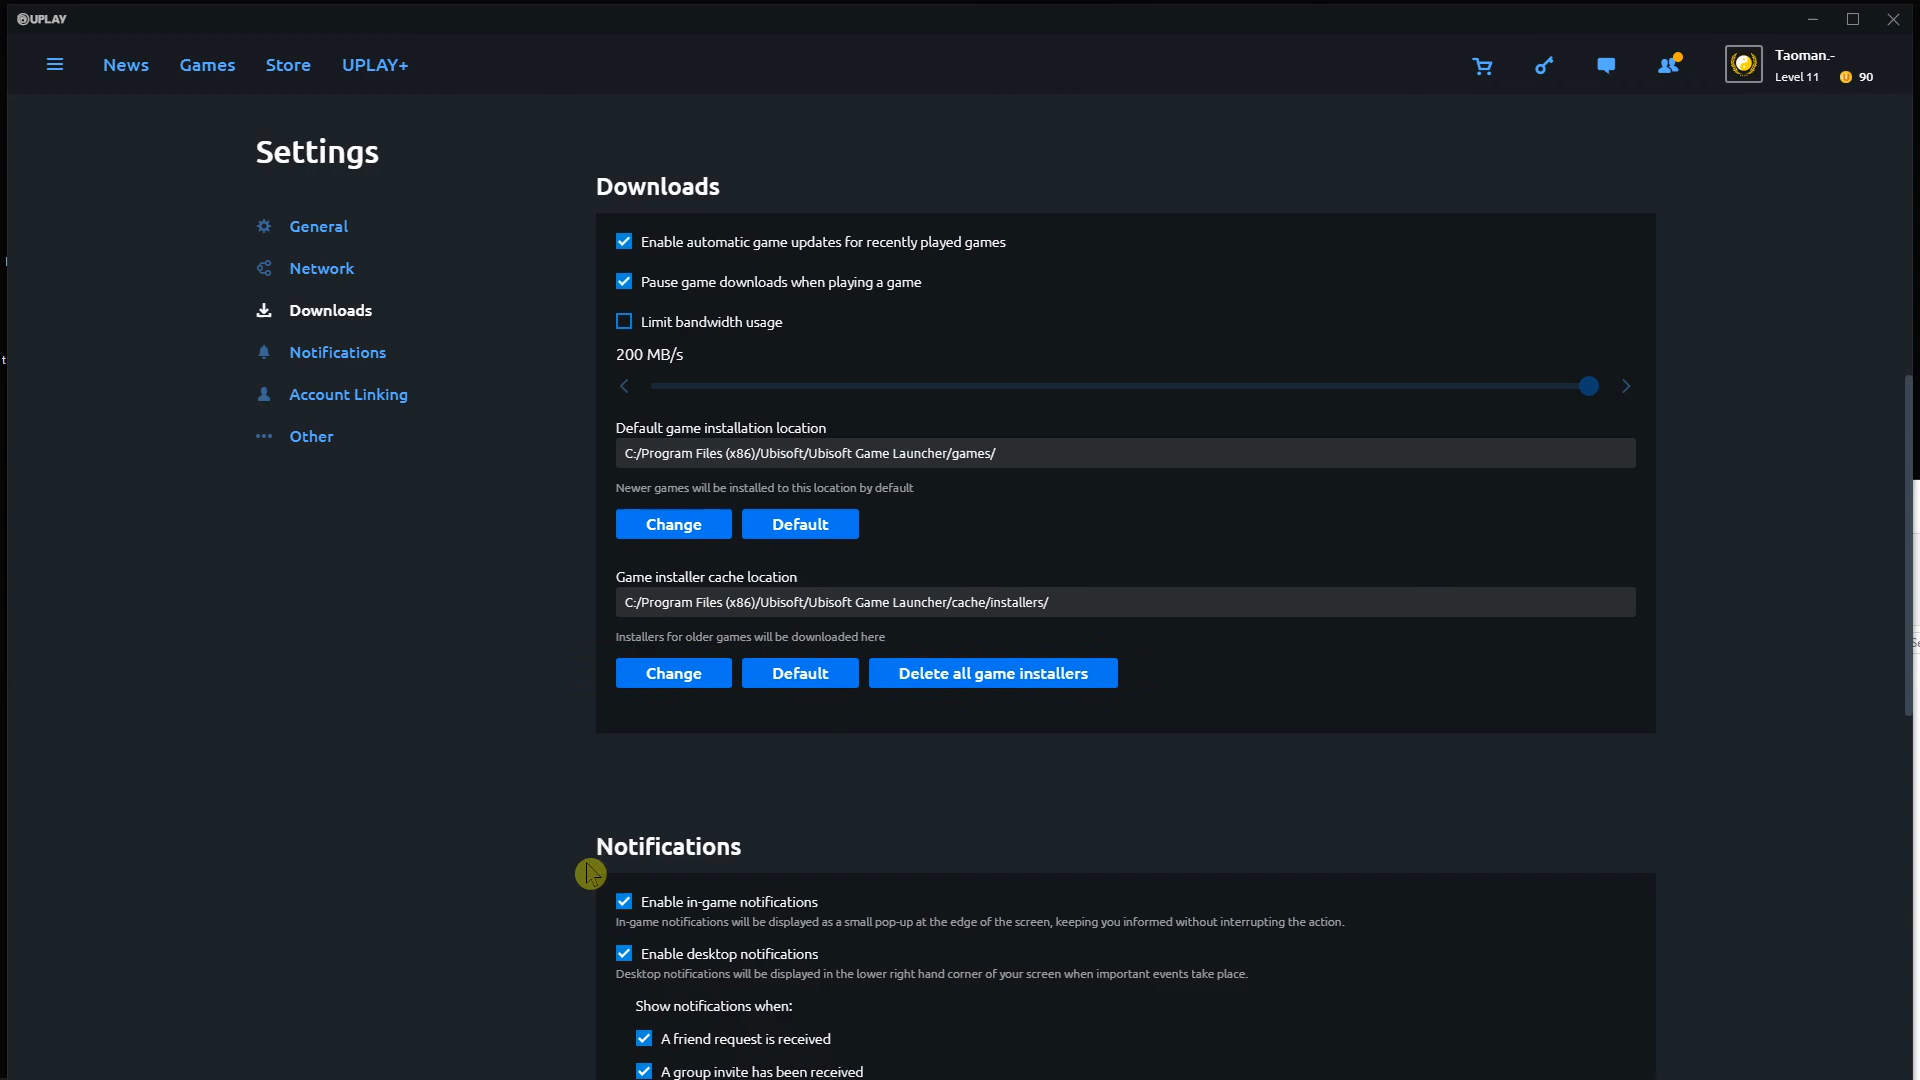 UPLAY
News Games Store UPLAY+
Taoman.-
Level 11 90
Settings
General
Network
Downloads
Notifications
Account Linking
Other
Downloads
Enable automatic game updates for recently played games
Pause game downloads when playing a game
Limit bandwidth usage
200 MB/s
Default game installation location
C:/Program Files (x86)/Ubisoft/Ubisoft Game Launcher/games/
Newer games will be installed to this location by default
Change Default
Game installer cache location
C:/Program Files (x86)/Ubisoft/Ubisoft Game Launcher/cache/installers/
Installers for older games will be downloaded here
Change Default Delete all game installers
Notifications
Enable in-game notifications
In-game notifications will be displayed as a small pop-up at the edge of the screen, keeping you informed without interrupting the action.
Enable desktop notifications
Desktop notifications will be displayed in the lower right hand corner of your screen when important events take place.
Show notifications when:
A friend request is received
A group invite has been received